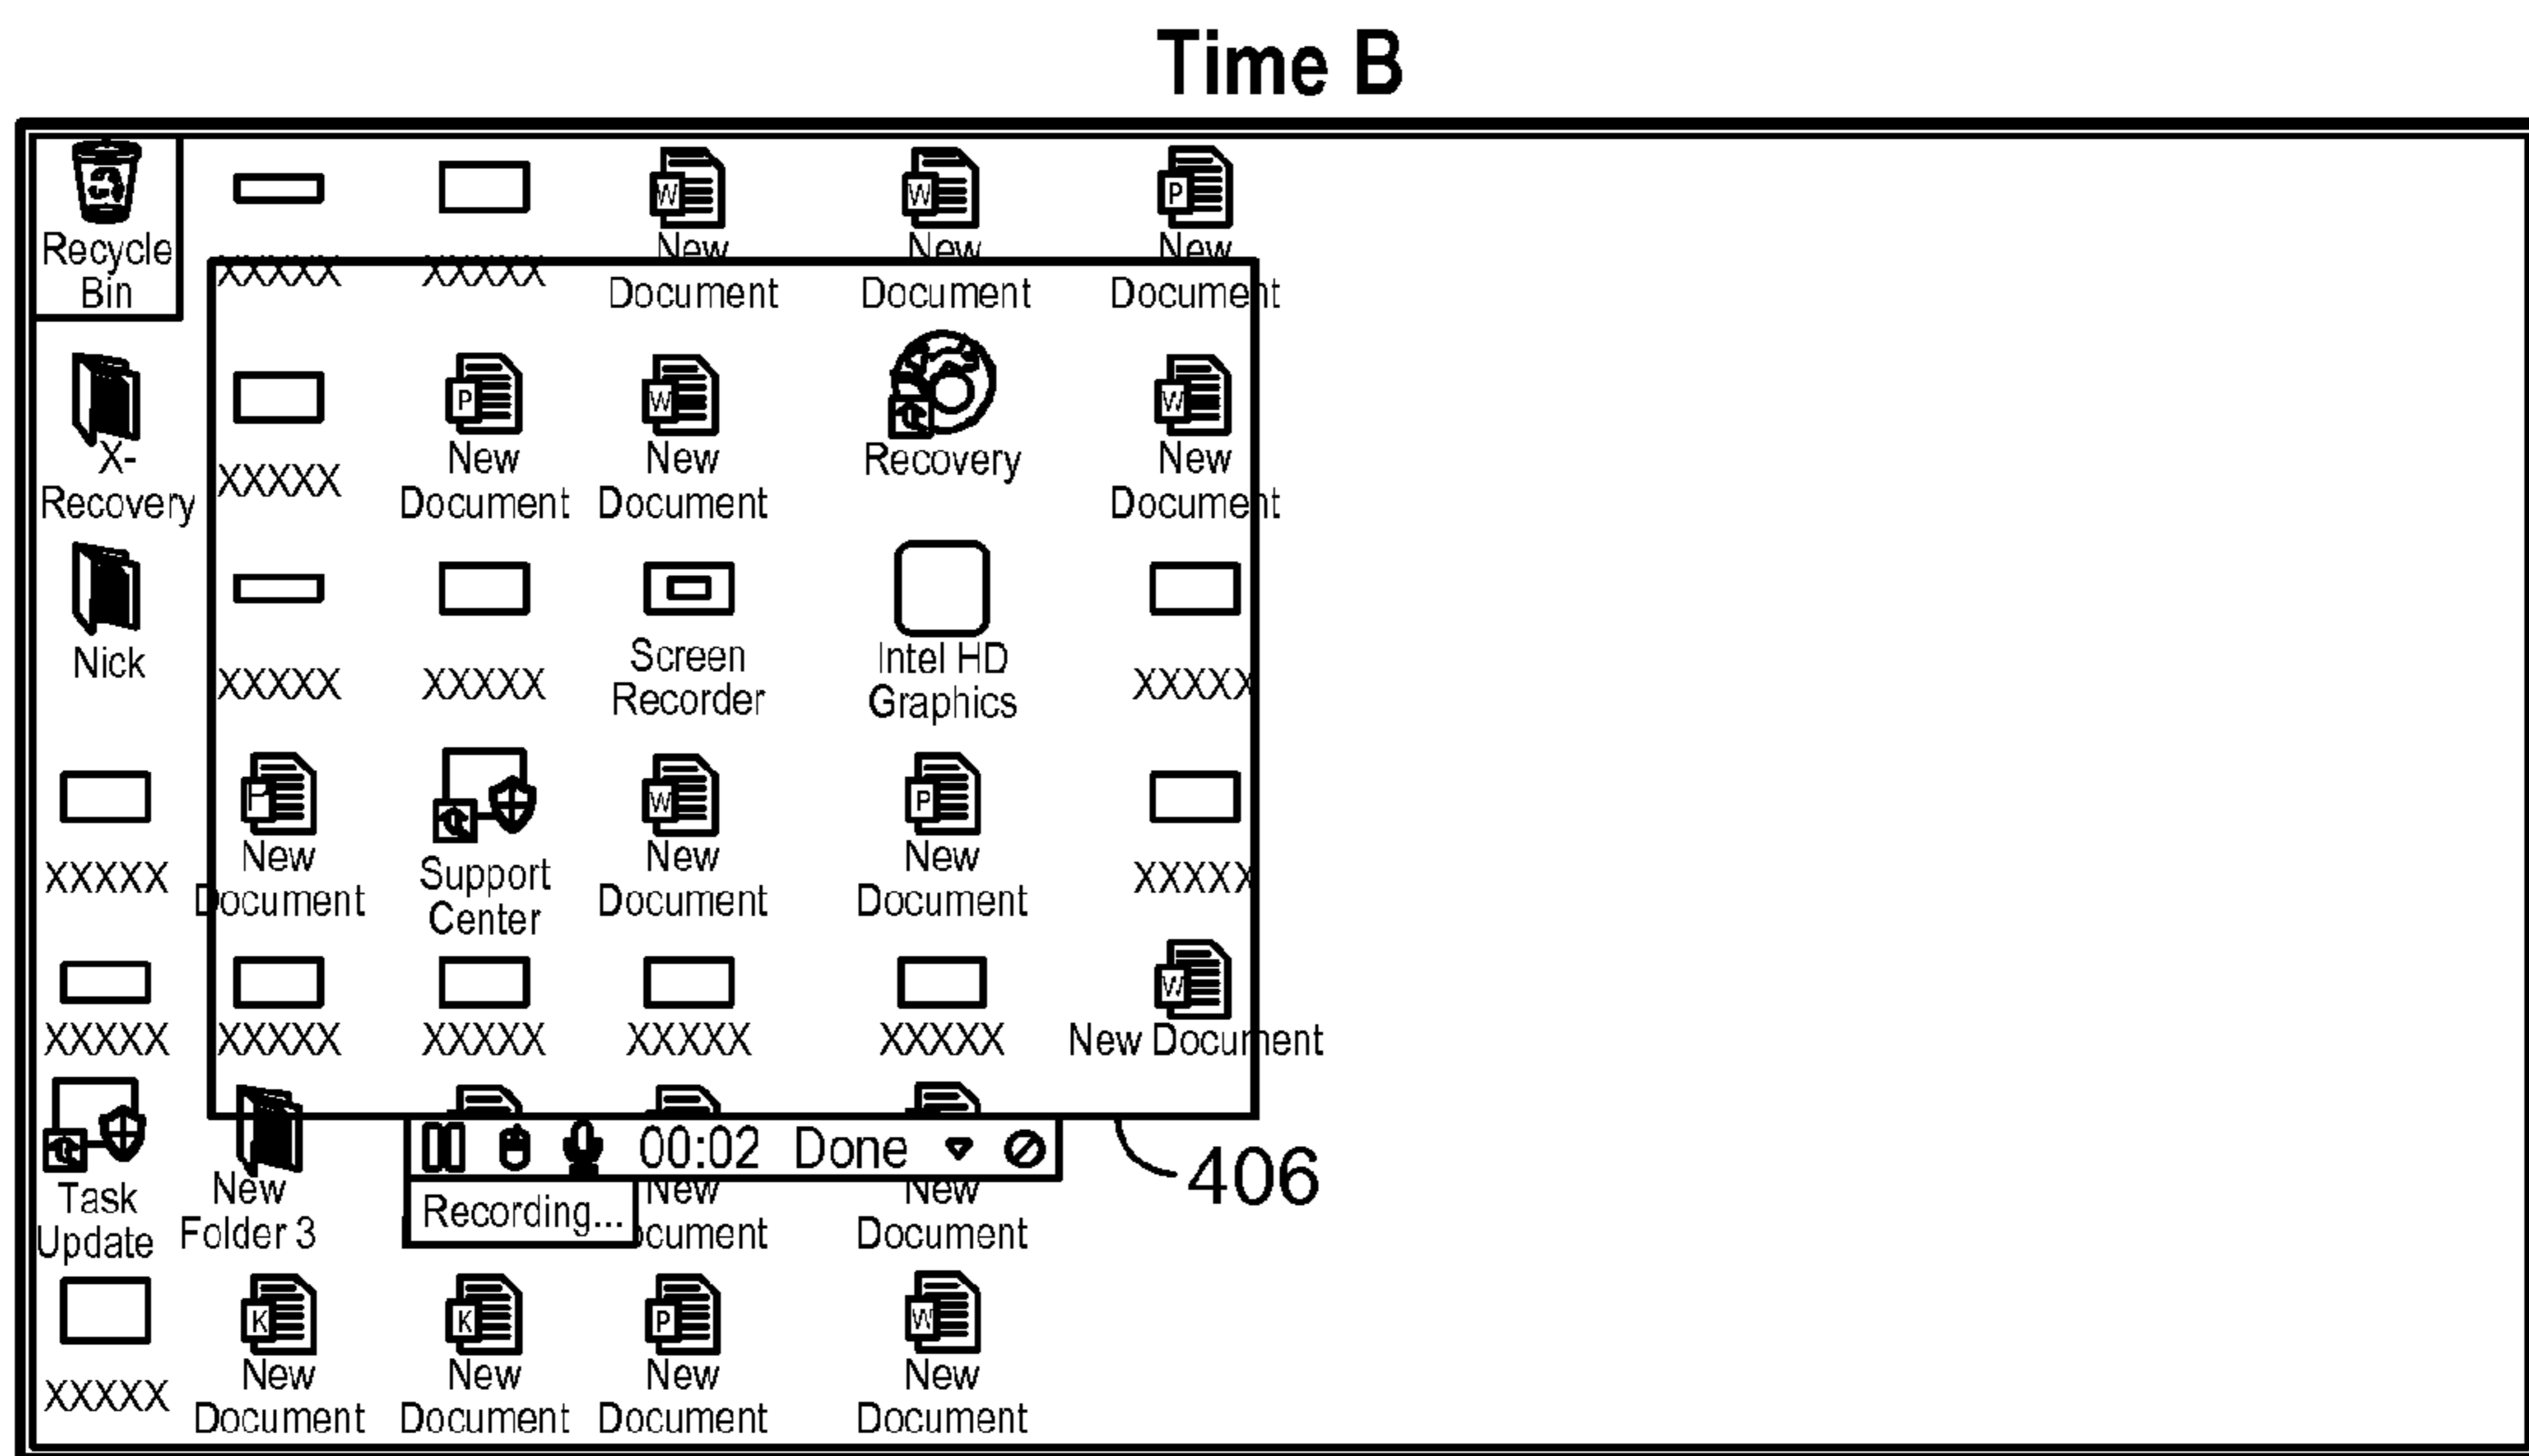 Time B
Recycle
Bin
XXXXX
XXXXX
W
New
Document
W
New
Document
P
New
Document
X-
Recovery
XXXXX
P
New
Document
W
New
Document
Recovery
W
New
Document
Nick
XXXXX
XXXXX
Screen
Recorder
Intel HD
Graphics
XXXXX
XXXXX
P
New
Document
Support
Center
W
New
Document
P
New
Document
XXXXX
XXXXX
XXXXX
XXXXX
XXXXX
XXXXX
W
New Document
Task
Update
New
Folder 3
00:02 Done
Recording...
New
ocument
New
Document
406
XXXXX
K
New
Document
K
New
Document
P
New
Document
W
New
Document